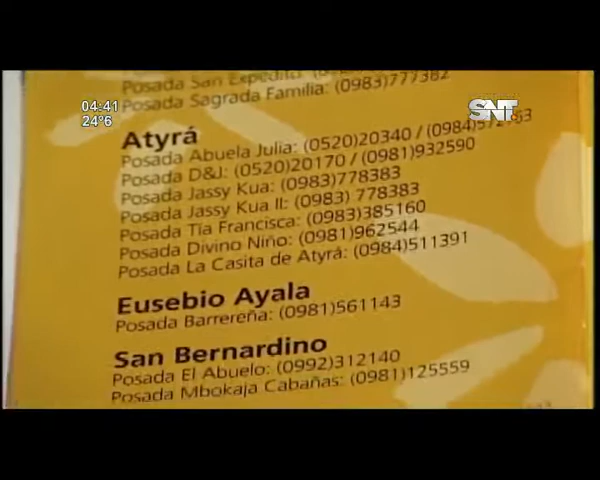 Posada San Expedito:
Posada Sagrada Familia: (0983)777382
04:41
24°6
SNT.
Atyrá
Posada Abuela Julia: (0520)20340 / (0984)
Posada D&J: (0520)20170 / (0981)932590
Posada Jassy Kua: (0983)778383
Posada Jassy Kua II: (0983) 778383
Posada Tía Francisca: (0983)385160
Posada Divino Niño: (0981)962544
Posada La Casita de Atyrá: (0984)511391
Eusebio Ayala
Posada Barrereña: (0981)561143
San Bernardino
Posada El Abuelo: (0992)312140
Posada Mbokaja Cabañas: (0981)125559